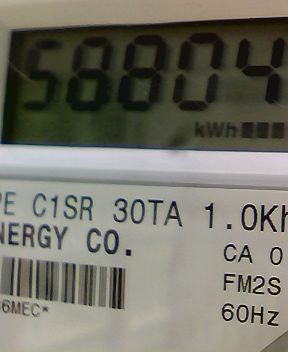 58804
kWh
PE C1SR 30TA 1.0Kh
NERGY CO.
CA 0
FM2S
60Hz
6MEC*